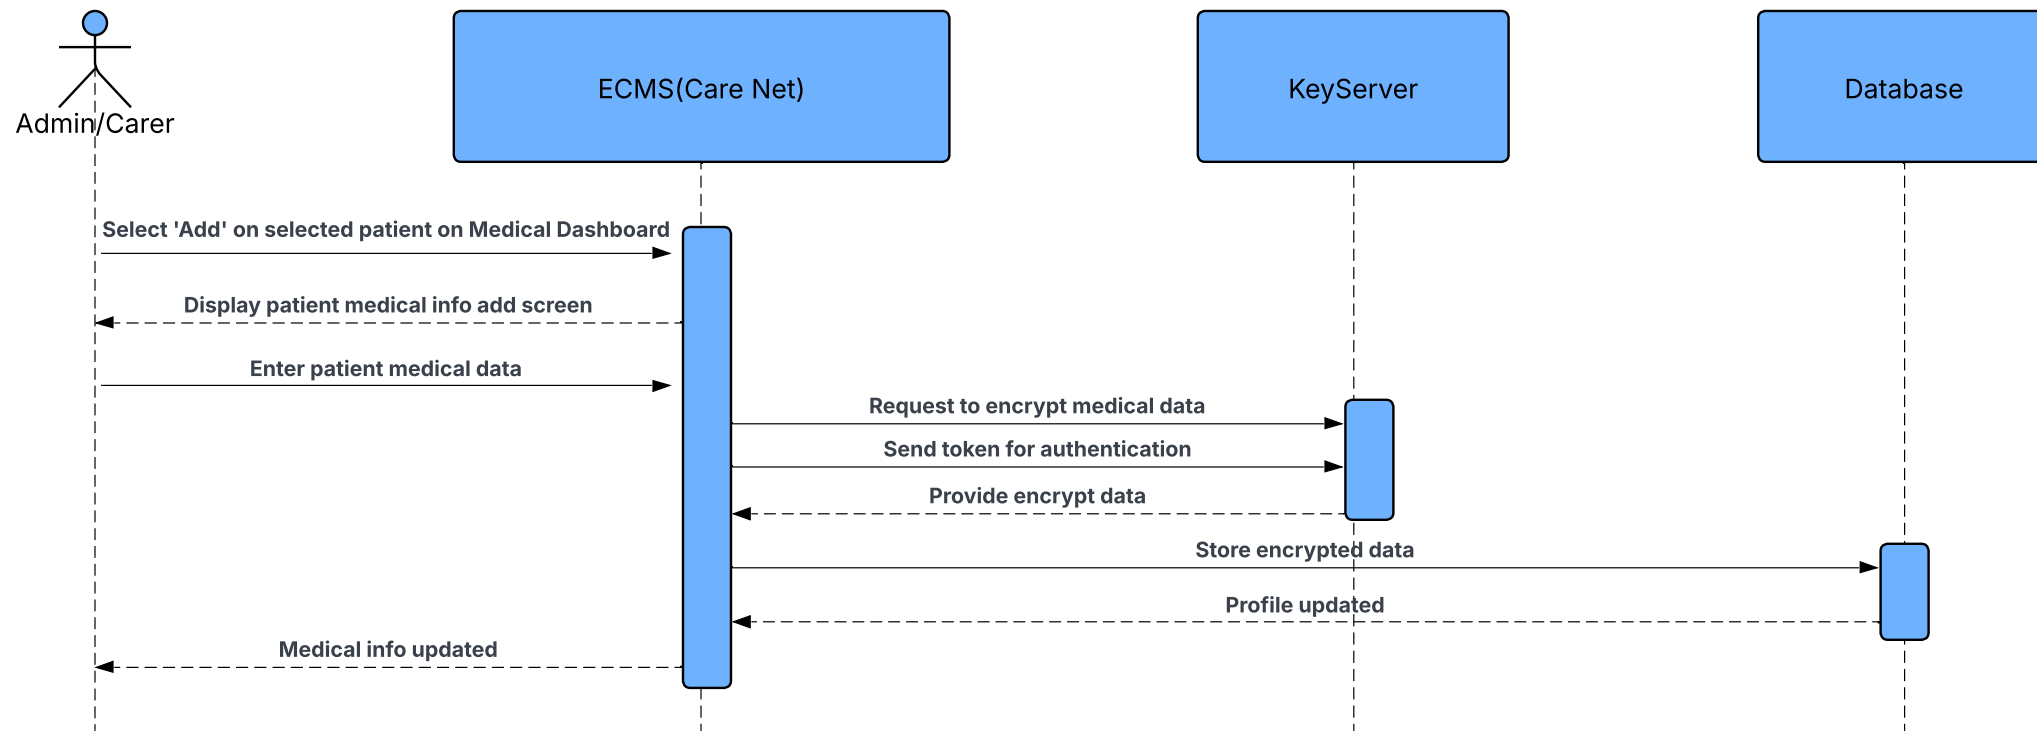 Admin/Carer
ECMS(Care Net)
KeyServer
Database
Select 'Add' on selected patient on Medical Dashboard
Display patient medical info add screen
Enter patient medical data
Request to encrypt medical data
Send token for authentication
Provide encrypt data
Store encrypted data
Profile updated
Medical info updated